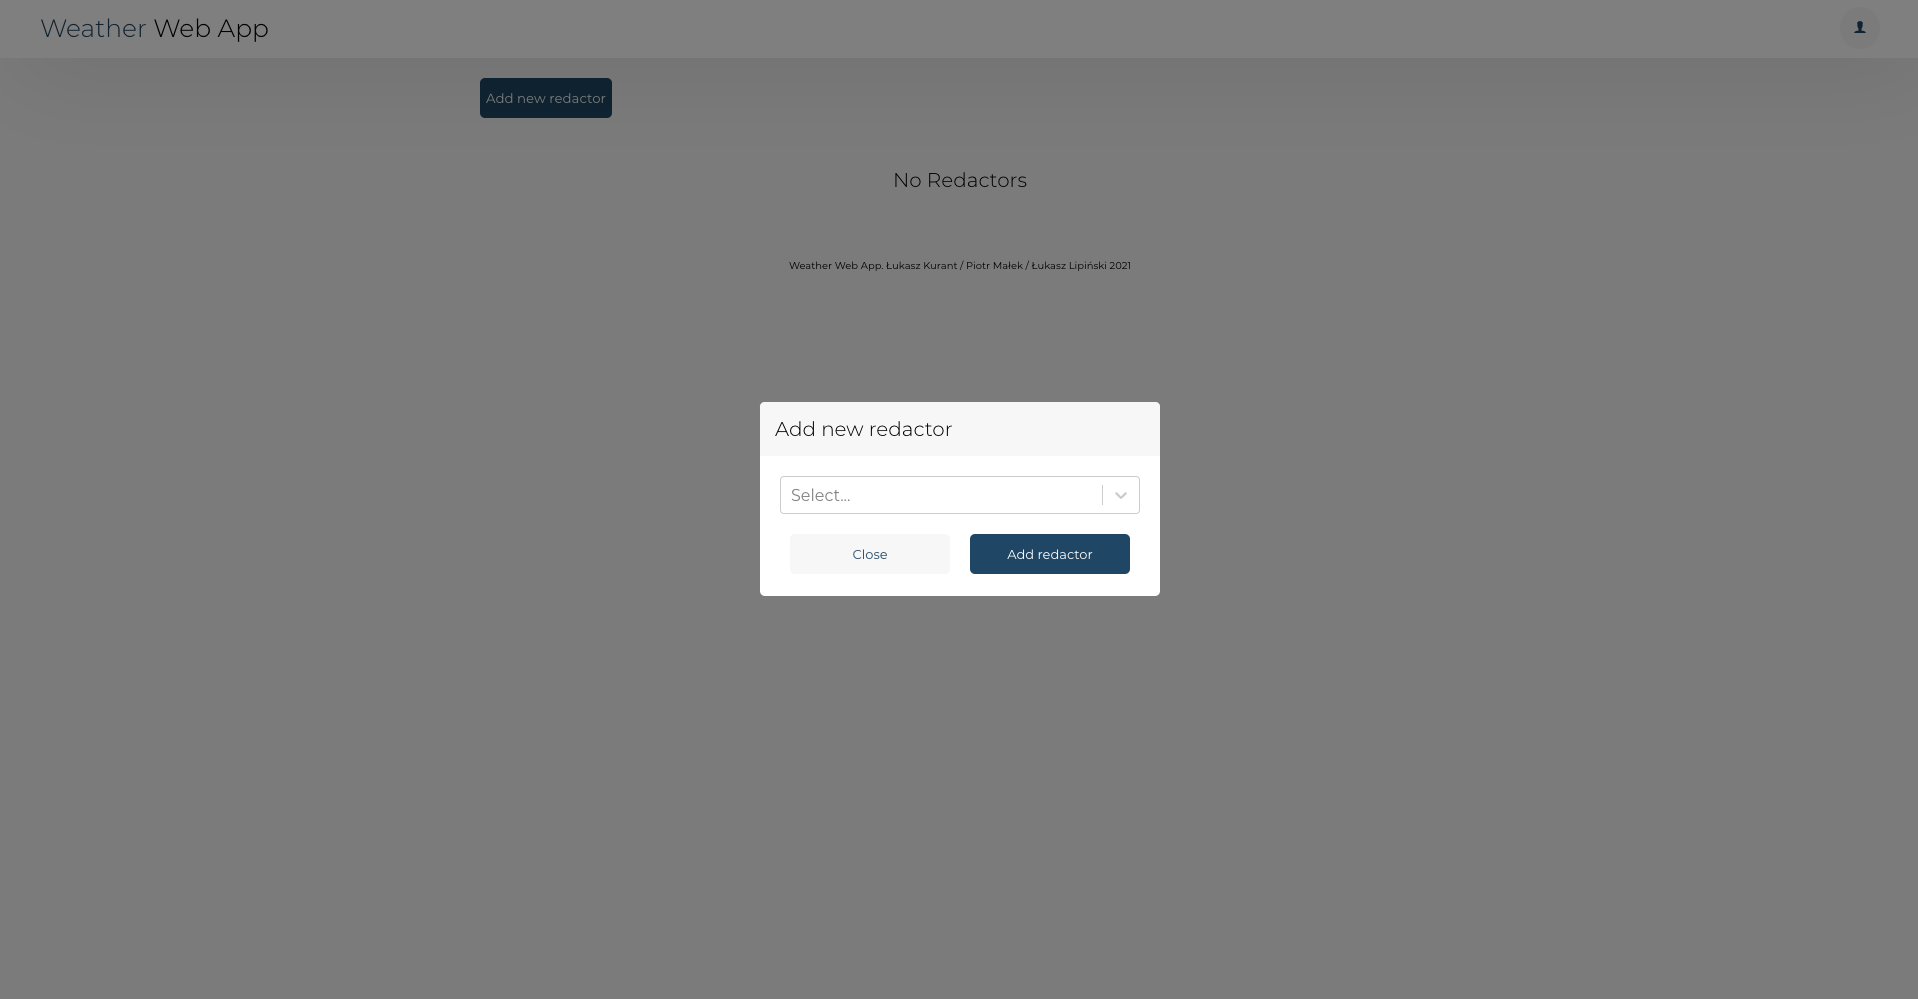 Weather Web App
Add new redactor
No Redactors
Weather Web App. Łukasz Kurant / Piotr Małek / Łukasz Lipiński 2021
Add new redactor
Select...
Close
Add redactor